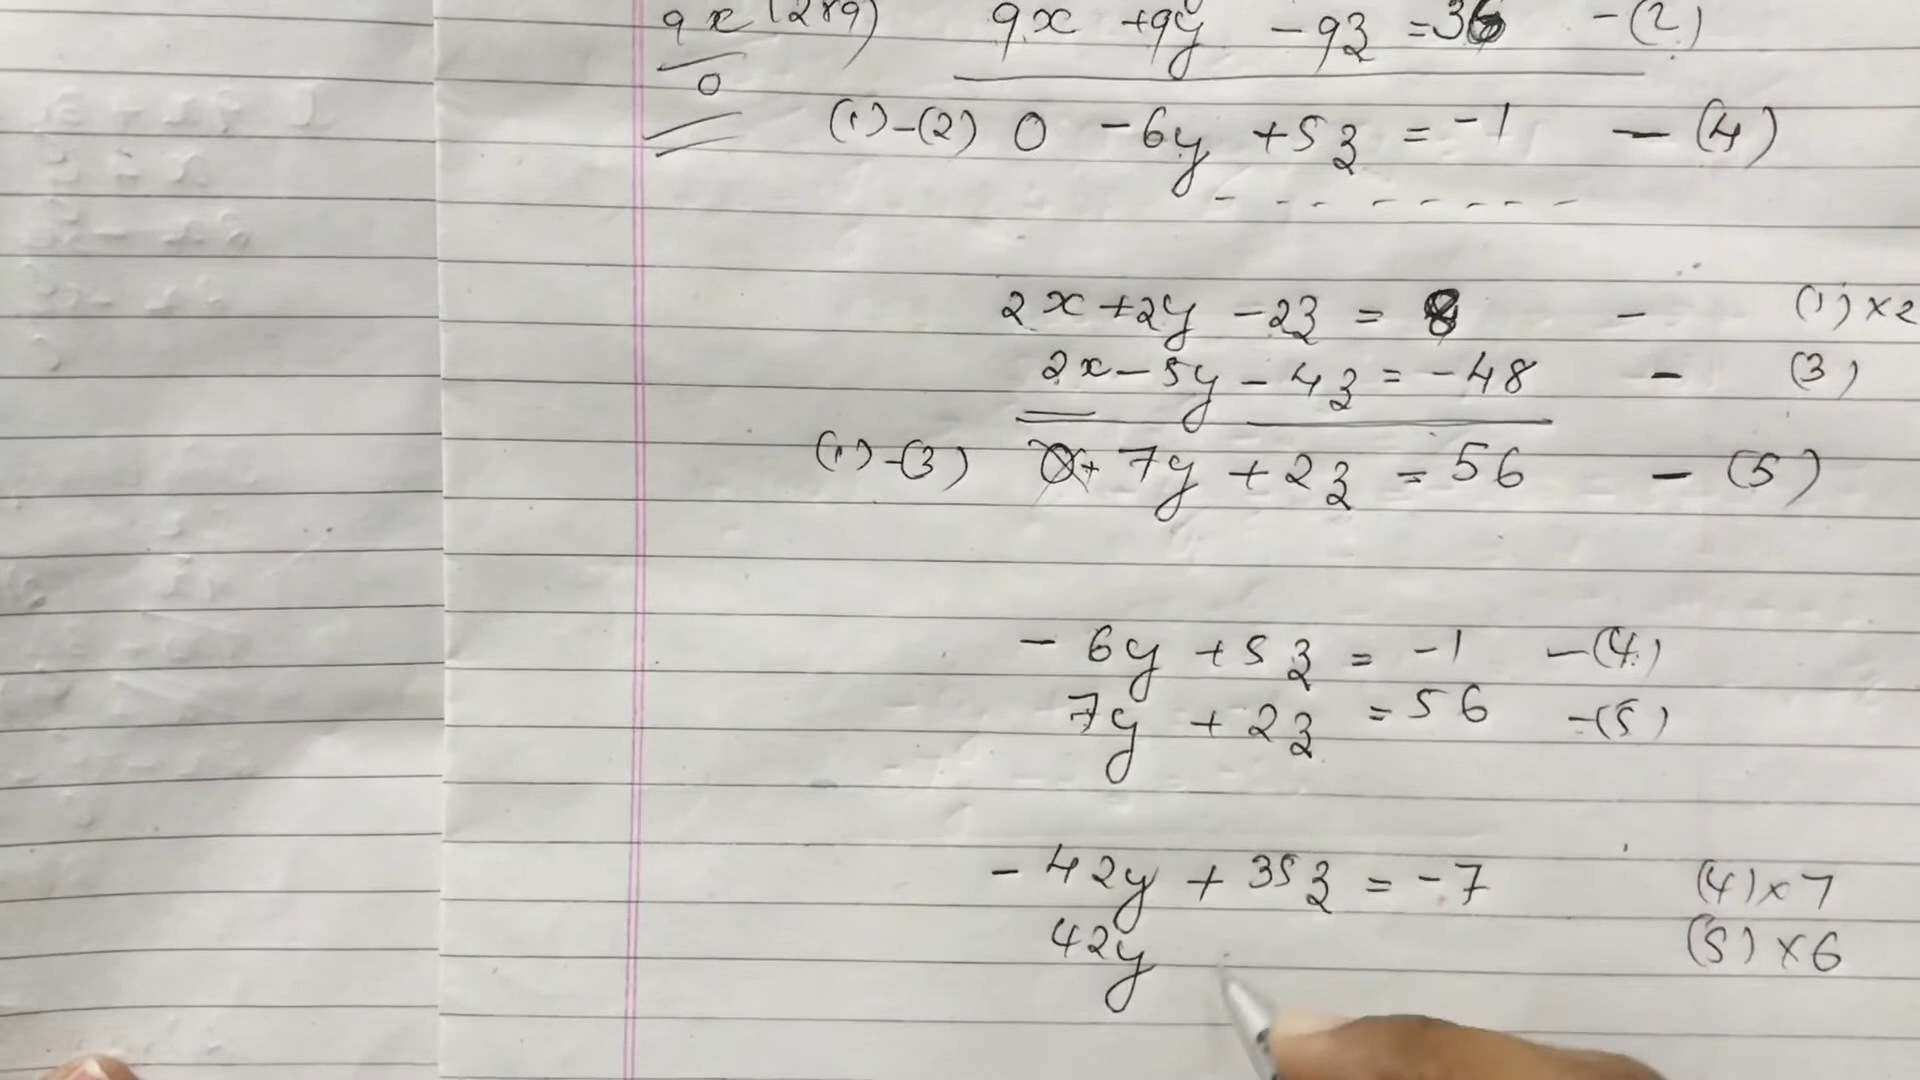 9x (2x9) 9x +9y -9z = 36 -(2)
0
(1)-(2) 0 -6y +5z = -1 - (4)
2x +2y -2z = 8 - (1)×2
2x - 5y - 4z = -48 - (3)
(1)-(3) 0+ 7y + 2z = 56 - (5)
- 6y +5z = -1 -(4)
7y + 2z = 56 -(5)
- 42y + 35z = -7 (4)×7
42y (5)×6